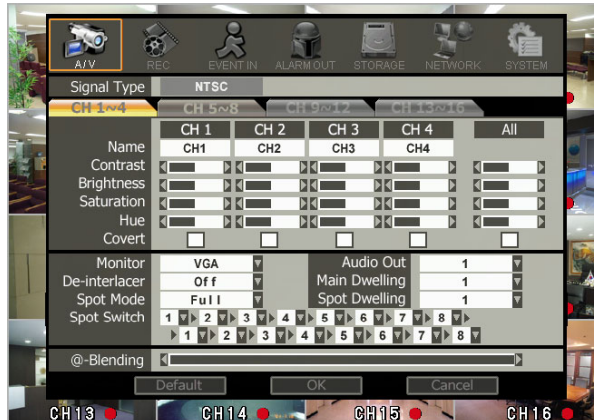 A/V REC EVENT IN ALARM OUT STORAGE NETWORK SYSTEM
Signal Type NTSC
CH 1~4 CH 5~8 CH 9~12 CH 13~16
CH 1 CH 2 CH 3 CH 4 All
Name CH1 CH2 CH3 CH4
Contrast
Brightness
Saturation
Hue
Covert
Monitor VGA Audio Out 1
De-interlacer Off Main Dwelling 1
Spot Mode Full Spot Dwelling 1
Spot Switch 1 2 3 4 5 6 7 8
1 2 3 4 5 6 7 8
@-Blending
Default OK Cancel
CH13 CH14 CH15 CH16